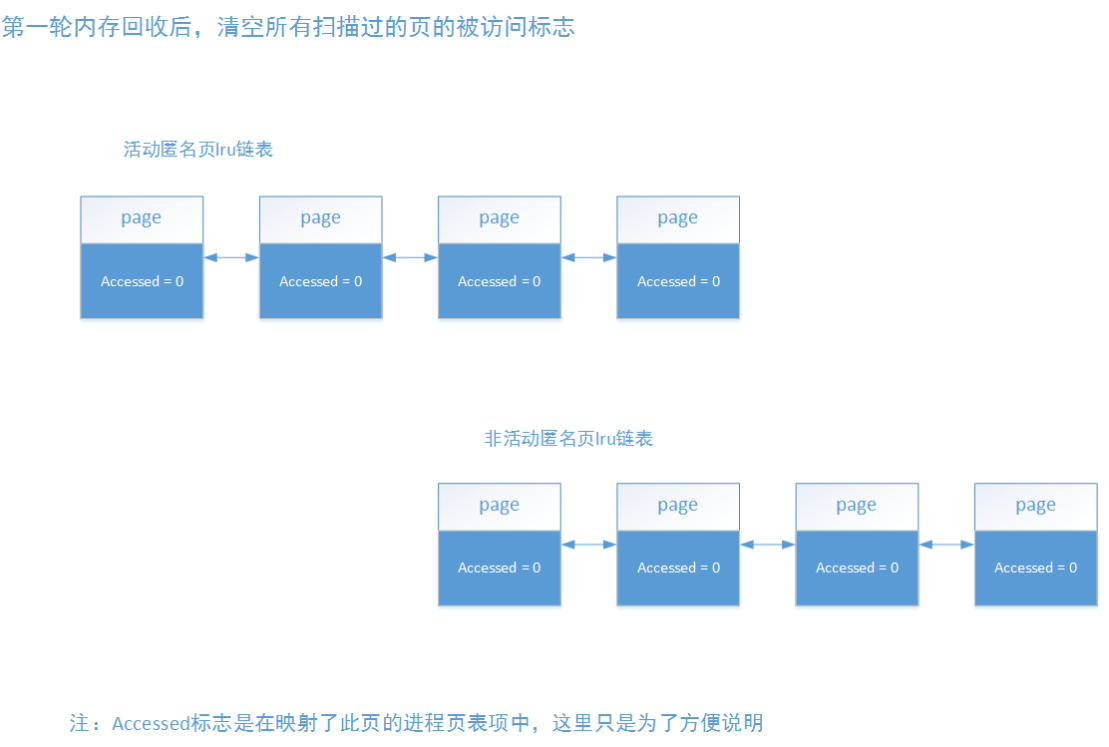 第一轮内存回收后，清空所有扫描过的页的被访问标志
活动匿名页lru链表
page page page page
Accessed = 0 Accessed = 0 Accessed = 0 Accessed = 0
非活动匿名页lru链表
page page page page
Accessed = 0 Accessed = 0 Accessed = 0 Accessed = 0
注：Accessed标志是在映射了此页的进程页表项中，这里只是为了方便说明